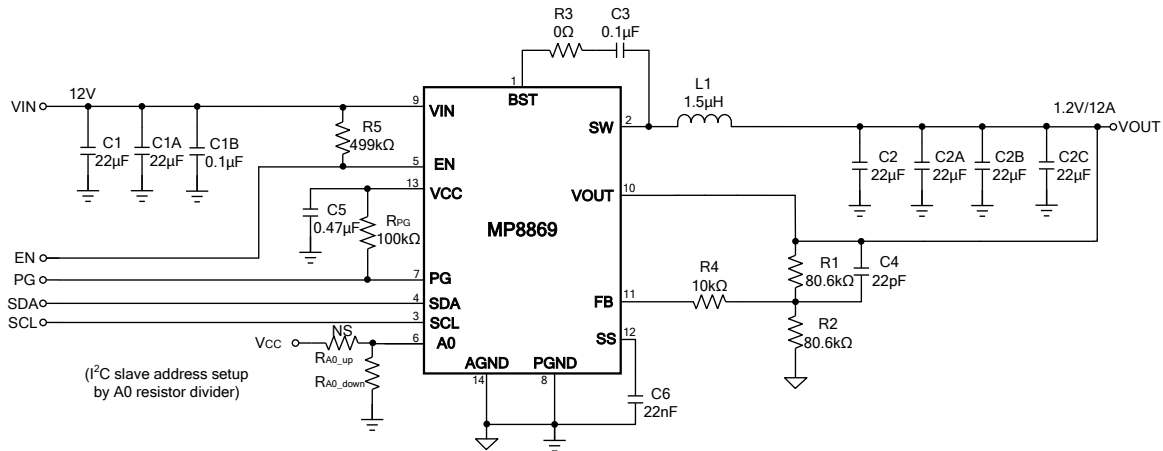 R3
0Ω
C3
0.1μF
1
BST
L1
1.5μH
VIN
12V
9
VIN
SW
2
1.2V/12A
VOUT
C1
22μF
C1A
22μF
C1B
0.1μF
R5
499kΩ
5
EN
C2
22μF
C2A
22μF
C2B
22μF
C2C
22μF
13
VCC
VOUT
10
C5
0.47μF
RPG
100kΩ
MP8869
EN
PG
7
PG
R1
80.6kΩ
C4
22pF
R4
10kΩ
FB
11
SDA
4
SDA
SCL
3
SCL
R2
80.6kΩ
SS
12
VCC
NS
6
A0
RA0_up
RA0_down
(I²C slave address setup
by A0 resistor divider)
AGND
PGND
14
8
C6
22nF